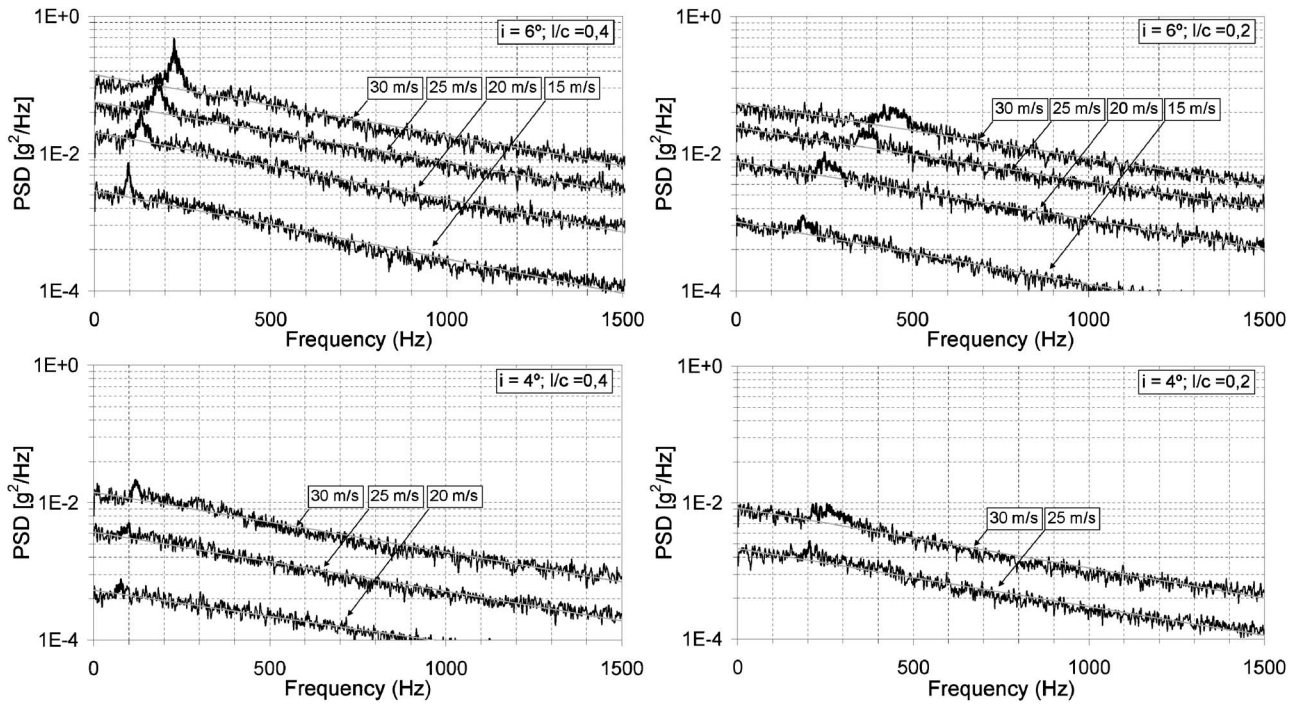 1E+0
i = 6º; l/c =0,4
30 m/s 25 m/s 20 m/s 15 m/s
PSD [g²/Hz]
1E-2
1E-4
0 500 1000 1500
Frequency (Hz)
1E+0
i = 6º; l/c =0,2
30 m/s 25 m/s 20 m/s 15 m/s
PSD [g²/Hz]
1E-2
1E-4
0 500 1000 1500
Frequency (Hz)
1E+0
i = 4º; l/c =0,4
30 m/s 25 m/s 20 m/s
PSD [g²/Hz]
1E-2
1E-4
0 500 1000 1500
Frequency (Hz)
1E+0
i = 4º; l/c =0,2
30 m/s 25 m/s
PSD [g²/Hz]
1E-2
1E-4
0 500 1000 1500
Frequency (Hz)